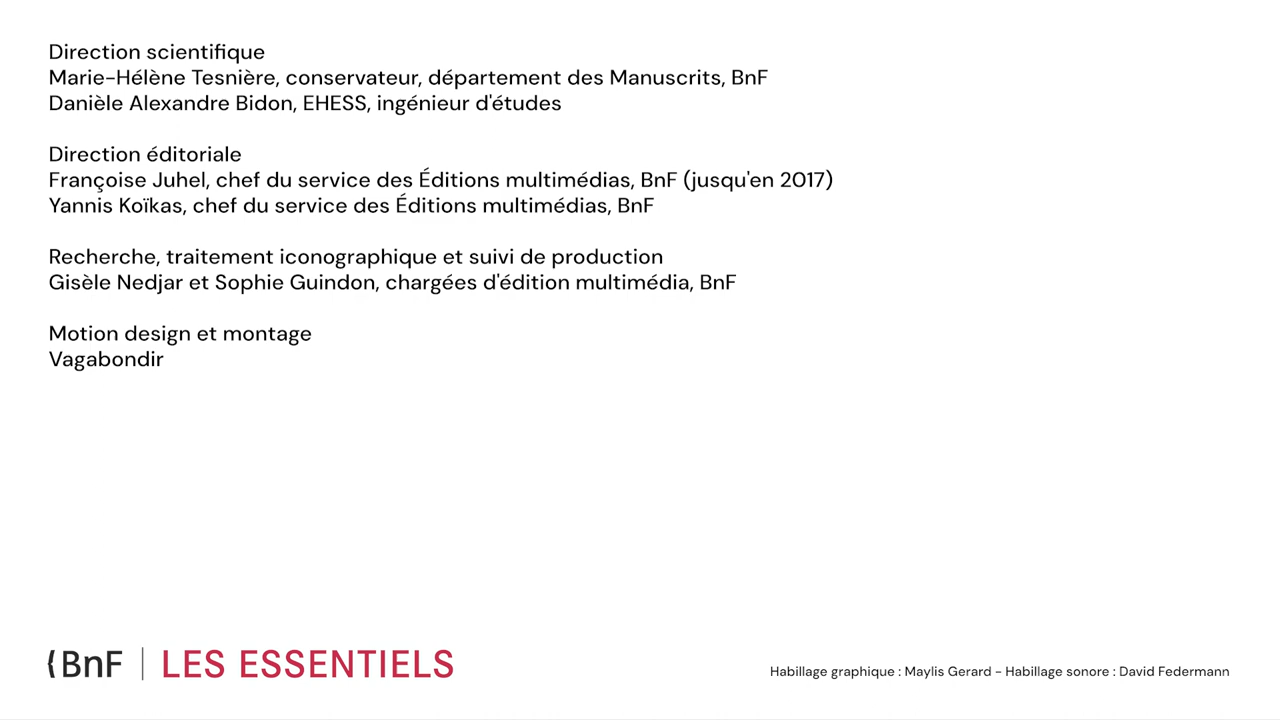 Direction scientifique
Marie-Hélène Tesnière, conservateur, département des Manuscrits, BnF
Danièle Alexandre Bidon, EHESS, ingénieur d'études
Direction éditoriale
Françoise Juhel, chef du service des Éditions multimédias, BnF (jusqu'en 2017)
Yannis Koïkas, chef du service des Éditions multimédias, BnF
Recherche, traitement iconographique et suivi de production
Gisèle Nedjar et Sophie Guindon, chargées d'édition multimédia, BnF
Motion design et montage
Vagabondir
BnF | LES ESSENTIELS
Habillage graphique : Maylis Gerard - Habillage sonore : David Federmann